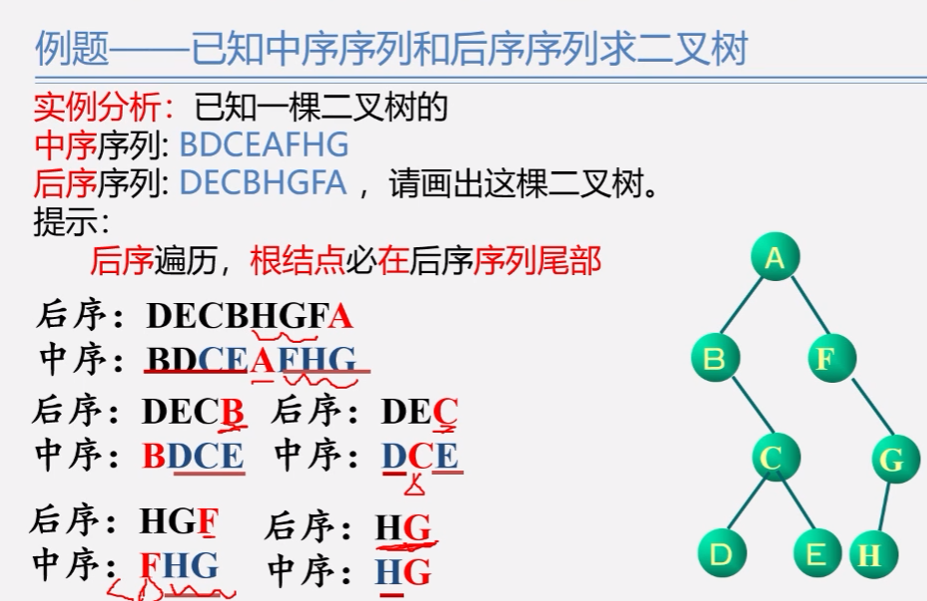 例题——已知中序序列和后序序列求二叉树
实例分析：已知一棵二叉树的
中序序列: BDCEAFHG
后序序列: DECBHGFA ，请画出这棵二叉树。
提示：
后序遍历，根结点必在后序序列尾部
后序：DECBHGFA
中序：BDCEAFHG
后序：DECB 后序：DEC
中序：BDCE 中序：DCE
后序：HGF 后序：HG
中序：FHG 中序：HG
A
B F
C G
D E H